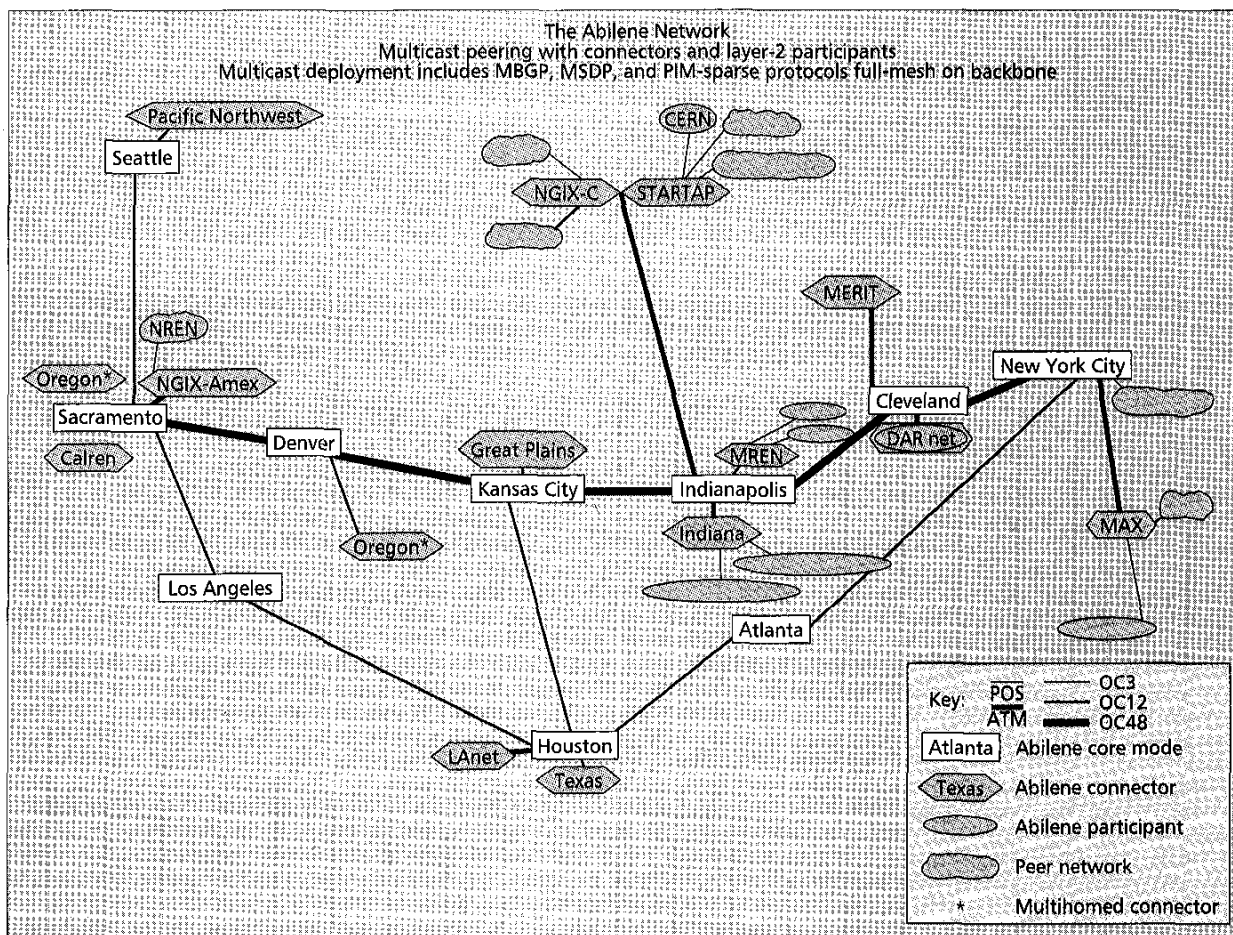 The Abilene Network
Multicast peering with connectors and layer-2 participants
Multicast deployment includes MBGP, MSDP, and PIM-sparse protocols full-mesh on backbone
Pacific Northwest
Seattle
CERN
NGIX-C
STARTAP
MERIT
NREN
Oregon*
NGIX-Amex
New York City
Sacramento
Cleveland
Denver
DAR net
Calren
Great Plains
MREN
Kansas City
Indianapolis
Oregon*
Indiana
MAX
Los Angeles
Atlanta
Houston
LAnet
Texas
Key:
POS
ATM
OC3
OC12
OC48
Atlanta
Abilene core mode
Texas
Abilene connector
Abilene participant
Peer network
*
Multihomed connector